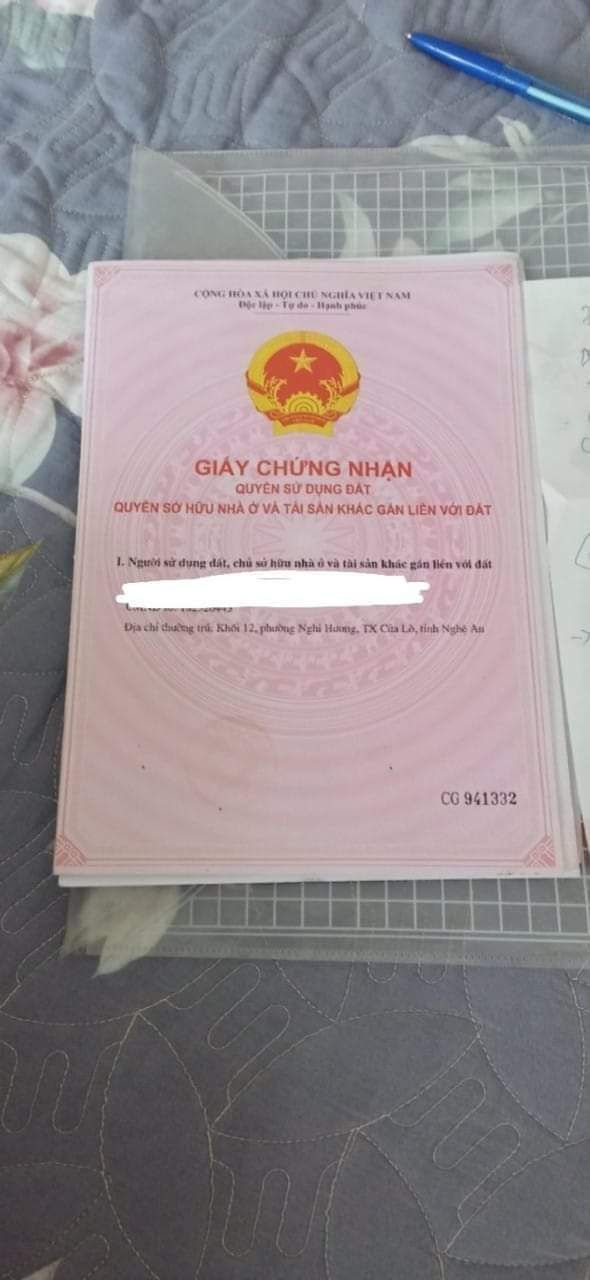 CỘNG HÒA XÃ HỘI CHỦ NGHĨA VIỆT NAM
Độc lập - Tự do - Hạnh phúc
GIẤY CHỨNG NHẬN
QUYỀN SỬ DỤNG ĐẤT
QUYỀN SỞ HỮU NHÀ Ở VÀ TÀI SẢN KHÁC GẮN LIỀN VỚI ĐẤT
I. Người sử dụng đất, chủ sở hữu nhà ở và tài sản khác gắn liền với đất
Địa chỉ thường trú: Khối 12, phường Nghi Hương, TX Cửa Lò, tỉnh Nghệ An
CG 941332